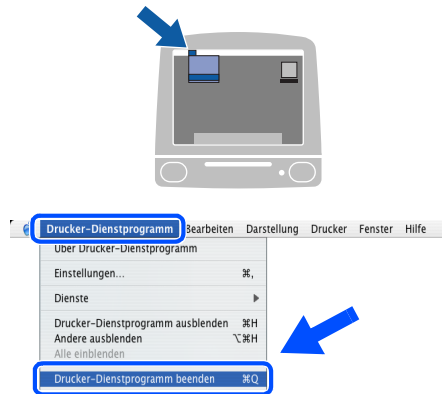 Drucker-Dienstprogramm Bearbeiten Darstellung Drucker Fenster Hilfe
Über Drucker-Dienstprogramm
Einstellungen... ⌘,
Dienste ▶
Drucker-Dienstprogramm ausblenden ⌘H
Andere ausblenden ⌥⌘H
Alle einblenden
Drucker-Dienstprogramm beenden ⌘Q